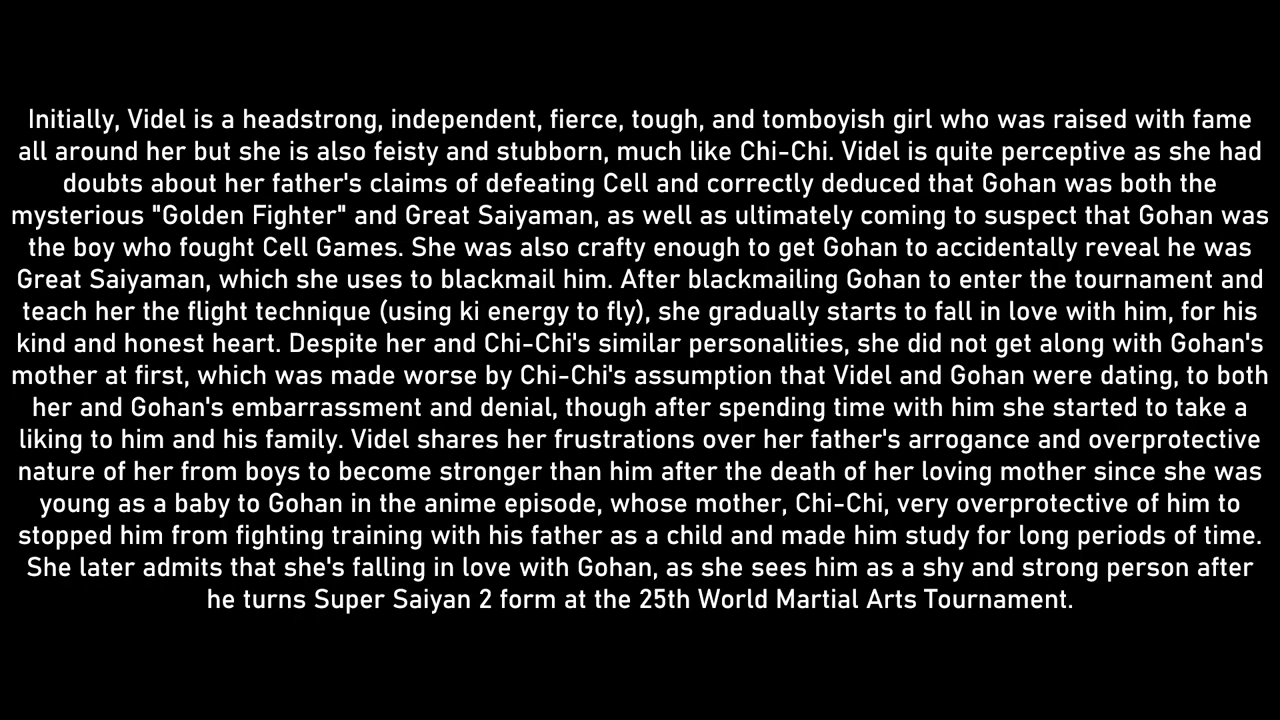 Initially, Videl is a headstrong, independent, fierce, tough, and tomboyish girl who was raised with fame
all around her but she is also feisty and stubborn, much like Chi-Chi. Videl is quite perceptive as she had
doubts about her father's claims of defeating Cell and correctly deduced that Gohan was both the
mysterious "Golden Fighter" and Great Saiyaman, as well as ultimately coming to suspect that Gohan was
the boy who fought Cell Games. She was also crafty enough to get Gohan to accidentally reveal he was
Great Saiyaman, which she uses to blackmail him. After blackmailing Gohan to enter the tournament and
teach her the flight technique (using ki energy to fly), she gradually starts to fall in love with him, for his
kind and honest heart. Despite her and Chi-Chi's similar personalities, she did not get along with Gohan's
mother at first, which was made worse by Chi-Chi's assumption that Videl and Gohan were dating, to both
her and Gohan's embarrassment and denial, though after spending time with him she started to take a
liking to him and his family. Videl shares her frustrations over her father's arrogance and overprotective
nature of her from boys to become stronger than him after the death of her loving mother since she was
young as a baby to Gohan in the anime episode, whose mother, Chi-Chi, very overprotective of him to
stopped him from fighting training with his father as a child and made him study for long periods of time.
She later admits that she's falling in love with Gohan, as she sees him as a shy and strong person after
he turns Super Saiyan 2 form at the 25th World Martial Arts Tournament.